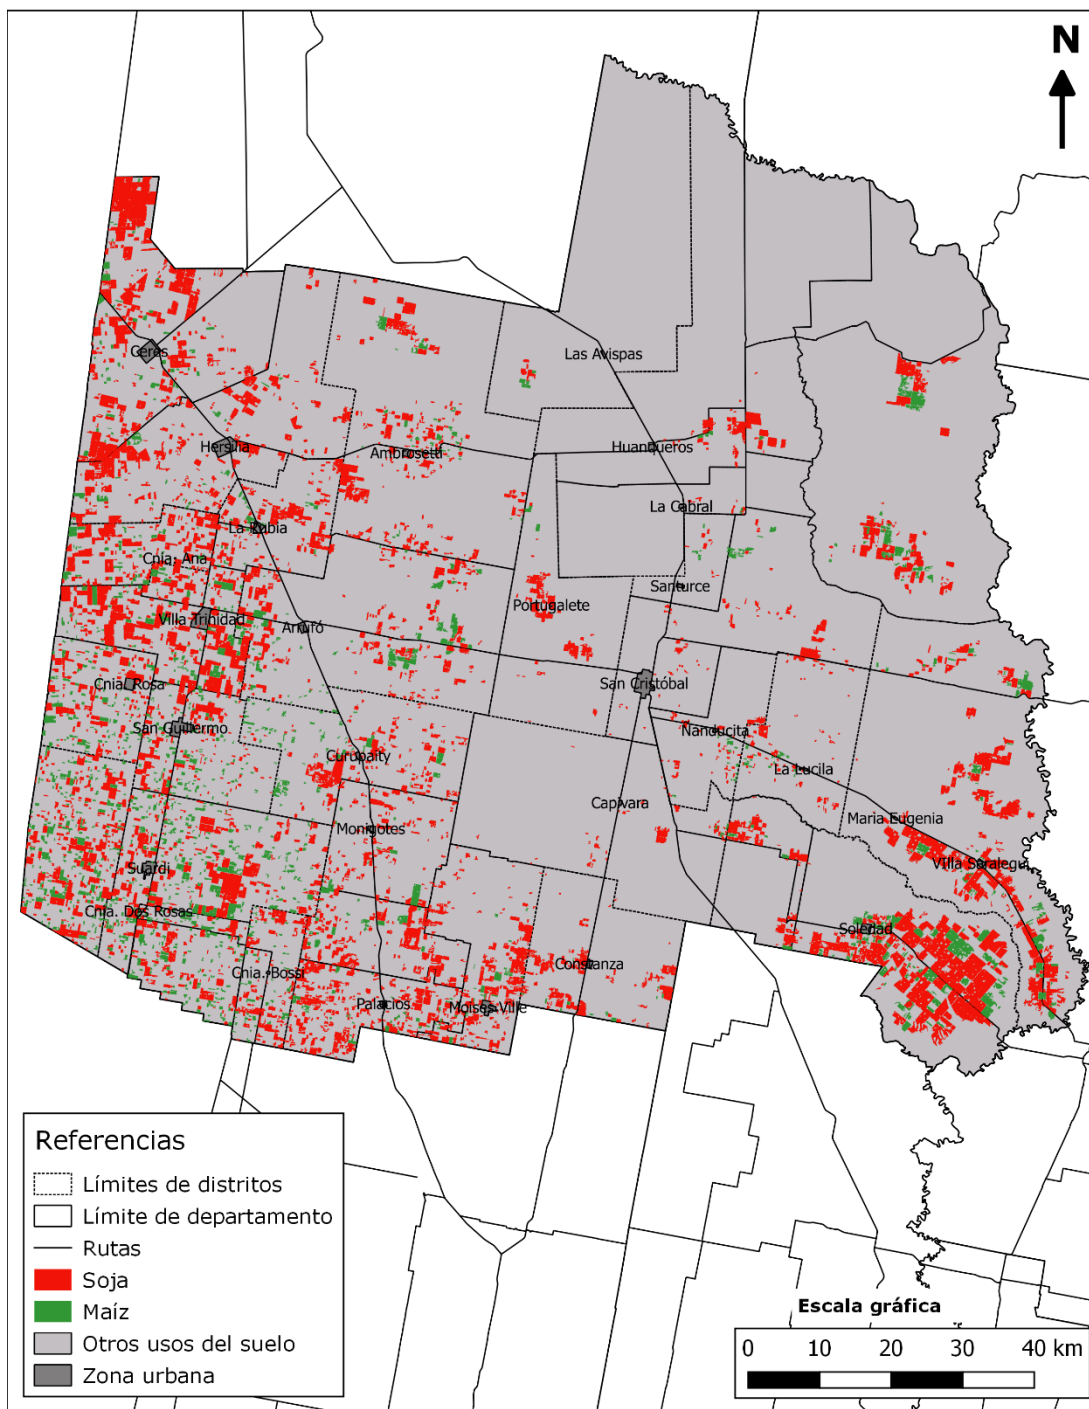 N
Ceres
Las Avispas
Hersilia
Ambrosetti
Huanqueros
La Cabral
La Rubia
Cnia. Ana
Santurce
Portugalete
Villa Trinidad
Arrufó
Cnia. Rosa
San Cristóbal
San Guillermo
Ñanducita
Curupaity
La Lucila
Capivara
Maria Eugenia
Monigotes
Villa Saralegui
Suardi
Cnia. Dos Rosas
Soledad
Cnia. Bossi
Constanza
Palacios
Moises Ville
Referencias
Límites de distritos
Límite de departamento
Rutas
Soja
Maíz
Otros usos del suelo
Zona urbana
Escala gráfica
0 10 20 30 40 km